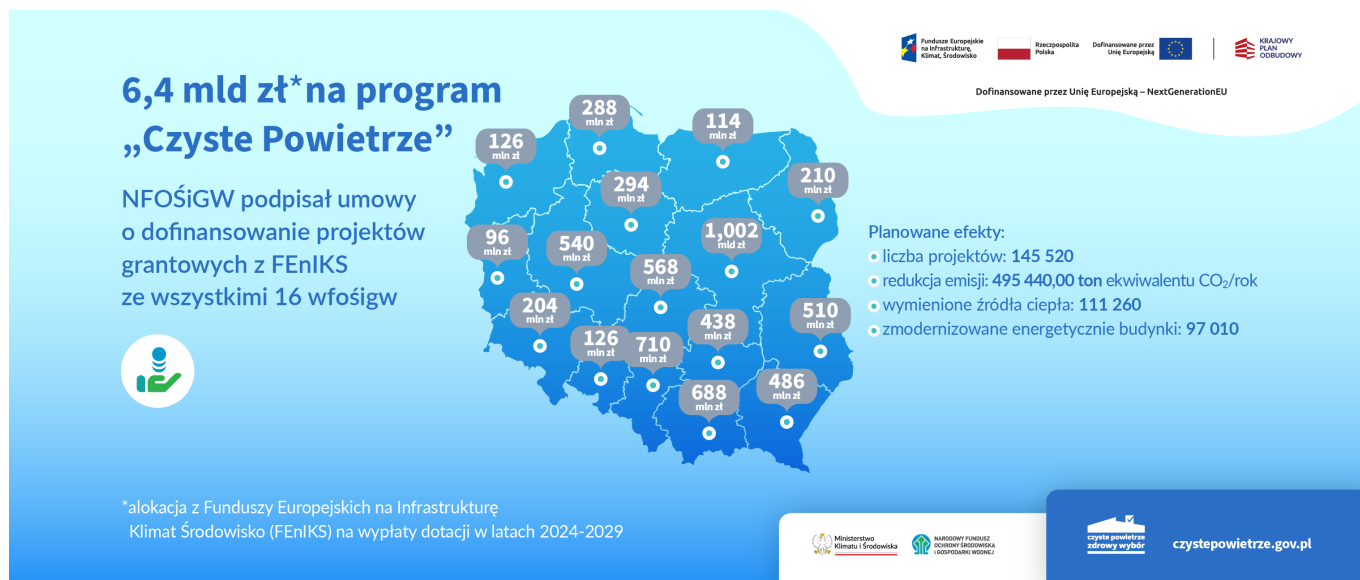 6,4 mld zł*na program
„Czyste Powietrze”
NFOŚiGW podpisał umowy
o dofinansowanie projektów
grantowych z FEnIKS
ze wszystkimi 16 wfośigw
Fundusze Europejskie
na Infrastrukturę,
Klimat, Środowisko
Rzeczpospolita
Polska
Dofinansowane przez
Unię Europejską
KRAJOWY
PLAN
ODBUDOWY
Dofinansowane przez Unię Europejską – NextGenerationEU
288
mln zł
114
mln zł
126
mln zł
210
mln zł
294
mln zł
96
mln zł
540
mln zł
1,002
mld zł
568
mln zł
204
mln zł
510
mln zł
438
mln zł
126
mln zł
710
mln zł
688
mln zł
486
mln zł
Planowane efekty:
liczba projektów: 145 520
redukcja emisji: 495 440,00 ton ekwiwalentu CO₂/rok
wymienione źródła ciepła: 111 260
zmodernizowane energetycznie budynki: 97 010
*alokacja z Funduszy Europejskich na Infrastrukturę
Klimat Środowisko (FEnIKS) na wypłaty dotacji w latach 2024-2029
Ministerstwo
Klimatu i Środowiska
NARODOWY FUNDUSZ
OCHRONY ŚRODOWISKA
I GOSPODARKI WODNEJ
czyste powietrze
zdrowy wybór
czystepowietrze.gov.pl